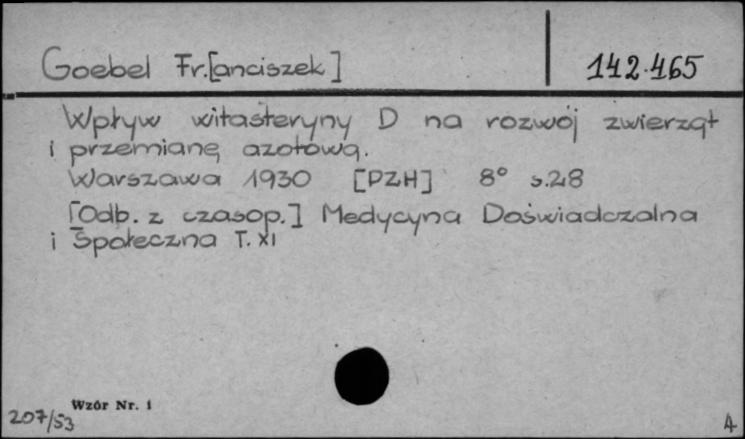 Goebel Fr.[anciszek] 142.465
Wpływ witasteryny D na rozwój zwierząt
i przemianę azotową.
Warszawa 1930 [PZH] 8° s.28
[Odb. z czasop.] Medycyna Doświadczalna
i Społeczna T. XI
Wzór Nr. 1
207/53
4